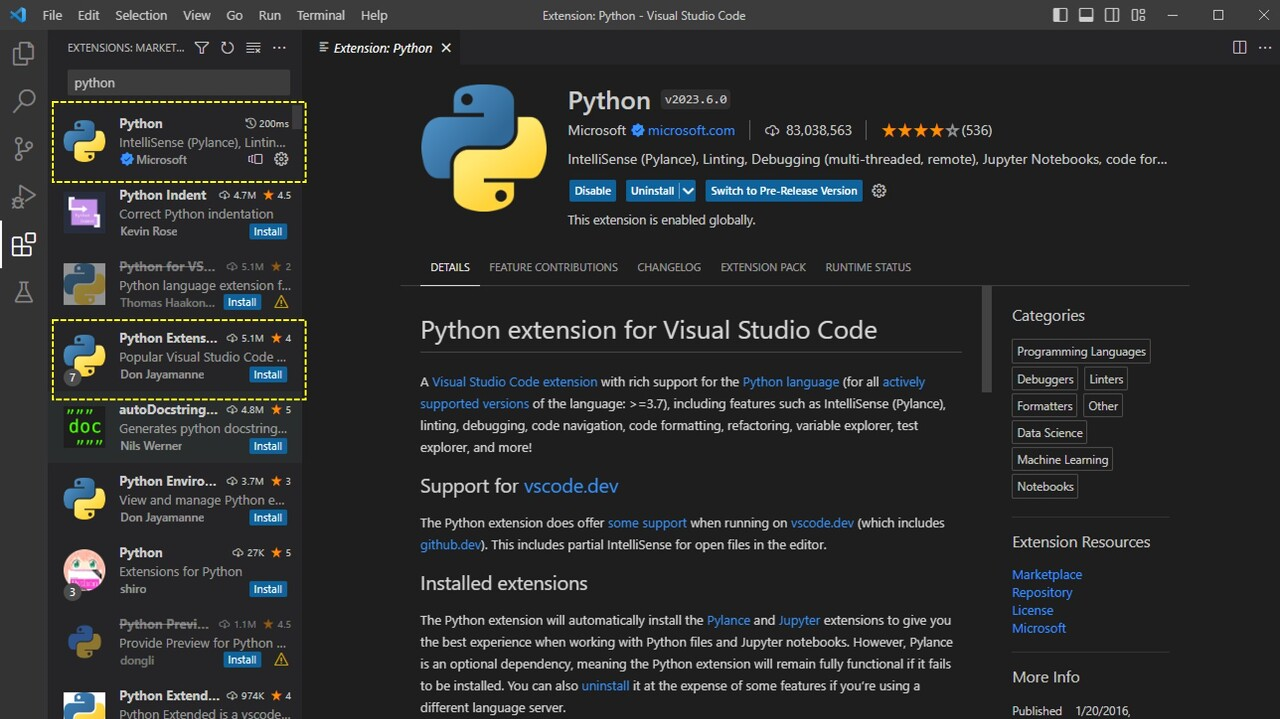 File Edit Selection View Go Run Terminal Help
Extension: Python - Visual Studio Code
EXTENSIONS: MARKET...
python
Python 200ms
IntelliSense (Pylance), Lintin...
Microsoft
Python Indent 4.7M 4.5
Correct Python indentation
Kevin Rose Install
Python for VS... 5.1M 2
Python language extension f...
Thomas Haakon... Install
Python Extens... 5.1M 4
Popular Visual Studio Code ...
7 Don Jayamanne Install
autoDocstring... 4.8M 5
"""
doc
"""
Generates python docstring...
Nils Werner Install
Python Enviro... 3.7M 3
View and manage Python e...
Don Jayamanne Install
Python 27K 5
Extensions for Python
3 shiro Install
Python Previ... 1.1M 4.5
Provide Preview for Python ...
dongli Install
Python Extend... 974K 4
Python Extended is a vscode...
Extension: Python
Python v2023.6.0
Microsoft microsoft.com 83,038,563 (536)
IntelliSense (Pylance), Linting, Debugging (multi-threaded, remote), Jupyter Notebooks, code for...
Disable Uninstall Switch to Pre-Release Version
This extension is enabled globally.
DETAILS FEATURE CONTRIBUTIONS CHANGELOG EXTENSION PACK RUNTIME STATUS
Python extension for Visual Studio Code
A Visual Studio Code extension with rich support for the Python language (for all actively
supported versions of the language: >=3.7), including features such as IntelliSense (Pylance),
linting, debugging, code navigation, code formatting, refactoring, variable explorer, test
explorer, and more!
Support for vscode.dev
The Python extension does offer some support when running on vscode.dev (which includes
github.dev). This includes partial IntelliSense for open files in the editor.
Installed extensions
The Python extension will automatically install the Pylance and Jupyter extensions to give you
the best experience when working with Python files and Jupyter notebooks. However, Pylance
is an optional dependency, meaning the Python extension will remain fully functional if it fails
to be installed. You can also uninstall it at the expense of some features if you're using a
different language server.
Categories
Programming Languages
Debuggers Linters
Formatters Other
Data Science
Machine Learning
Notebooks
Extension Resources
Marketplace
Repository
License
Microsoft
More Info
Published 1/20/2016,